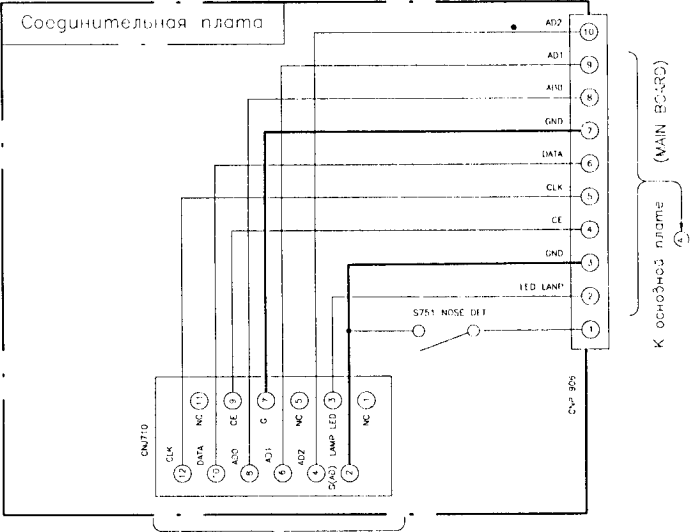 Соединительная плата
AD2
10
AD1
9
AD0
8
GND
7
DATA
6
CLK
5
CE
4
GND
3
LED LAMP
2
S751 NOSE DET
1
(MAIN BOARD)
К основной плате
A
CNP 906
CNJ710
NC 11
CE 9
G 7
NC 5
LAMP LED 3
NC 1
CLK 12
DATA 10
AD0 8
AD1 6
AD2 4
G(AD) 2